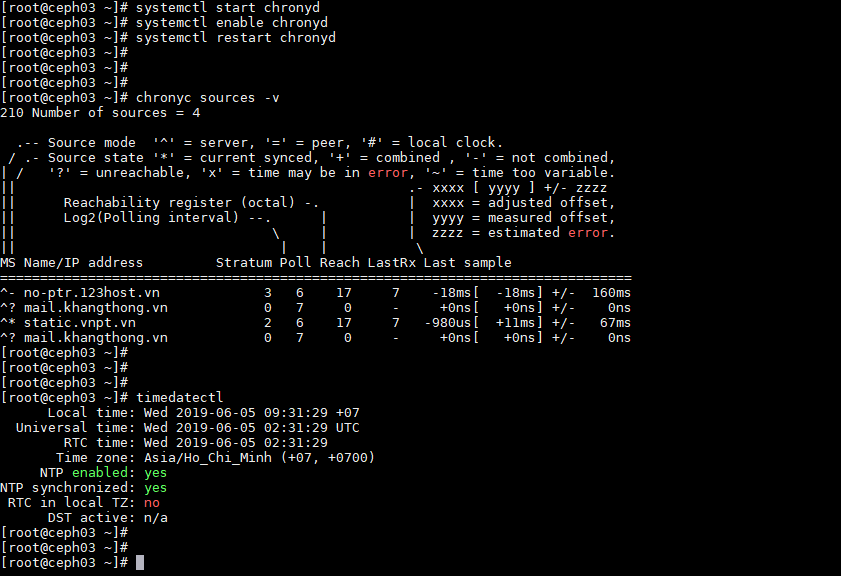 [root@ceph03 ~]# systemctl start chronyd
[root@ceph03 ~]# systemctl enable chronyd
[root@ceph03 ~]# systemctl restart chronyd
[root@ceph03 ~]#
[root@ceph03 ~]#
[root@ceph03 ~]#
[root@ceph03 ~]# chronyc sources -v
210 Number of sources = 4

  .-- Source mode  '^' = server, '=' = peer, '#' = local clock.
 / .- Source state '*' = current synced, '+' = combined , '-' = not combined,
| /   '?' = unreachable, 'x' = time may be in error, '~' = time too variable.
||                                                 .- xxxx [ yyyy ] +/- zzzz
||      Reachability register (octal) -.           |  xxxx = adjusted offset,
||      Log2(Polling interval) --.      |          |  yyyy = measured offset,
||                                \     |          |  zzzz = estimated error.
||                                 |    |           \
MS Name/IP address         Stratum Poll Reach LastRx Last sample
===============================================================================
^- no-ptr.123host.vn             3   6    17     7    -18ms[  -18ms] +/-  160ms
^? mail.khangthong.vn            0   7     0     -     +0ns[   +0ns] +/-    0ns
^* static.vnpt.vn                2   6    17     7   -980us[  +11ms] +/-   67ms
^? mail.khangthong.vn            0   7     0     -     +0ns[   +0ns] +/-    0ns
[root@ceph03 ~]#
[root@ceph03 ~]#
[root@ceph03 ~]#
[root@ceph03 ~]# timedatectl
      Local time: Wed 2019-06-05 09:31:29 +07
  Universal time: Wed 2019-06-05 02:31:29 UTC
        RTC time: Wed 2019-06-05 02:31:29
       Time zone: Asia/Ho_Chi_Minh (+07, +0700)
     NTP enabled: yes
NTP synchronized: yes
 RTC in local TZ: no
      DST active: n/a
[root@ceph03 ~]#
[root@ceph03 ~]#
[root@ceph03 ~]#